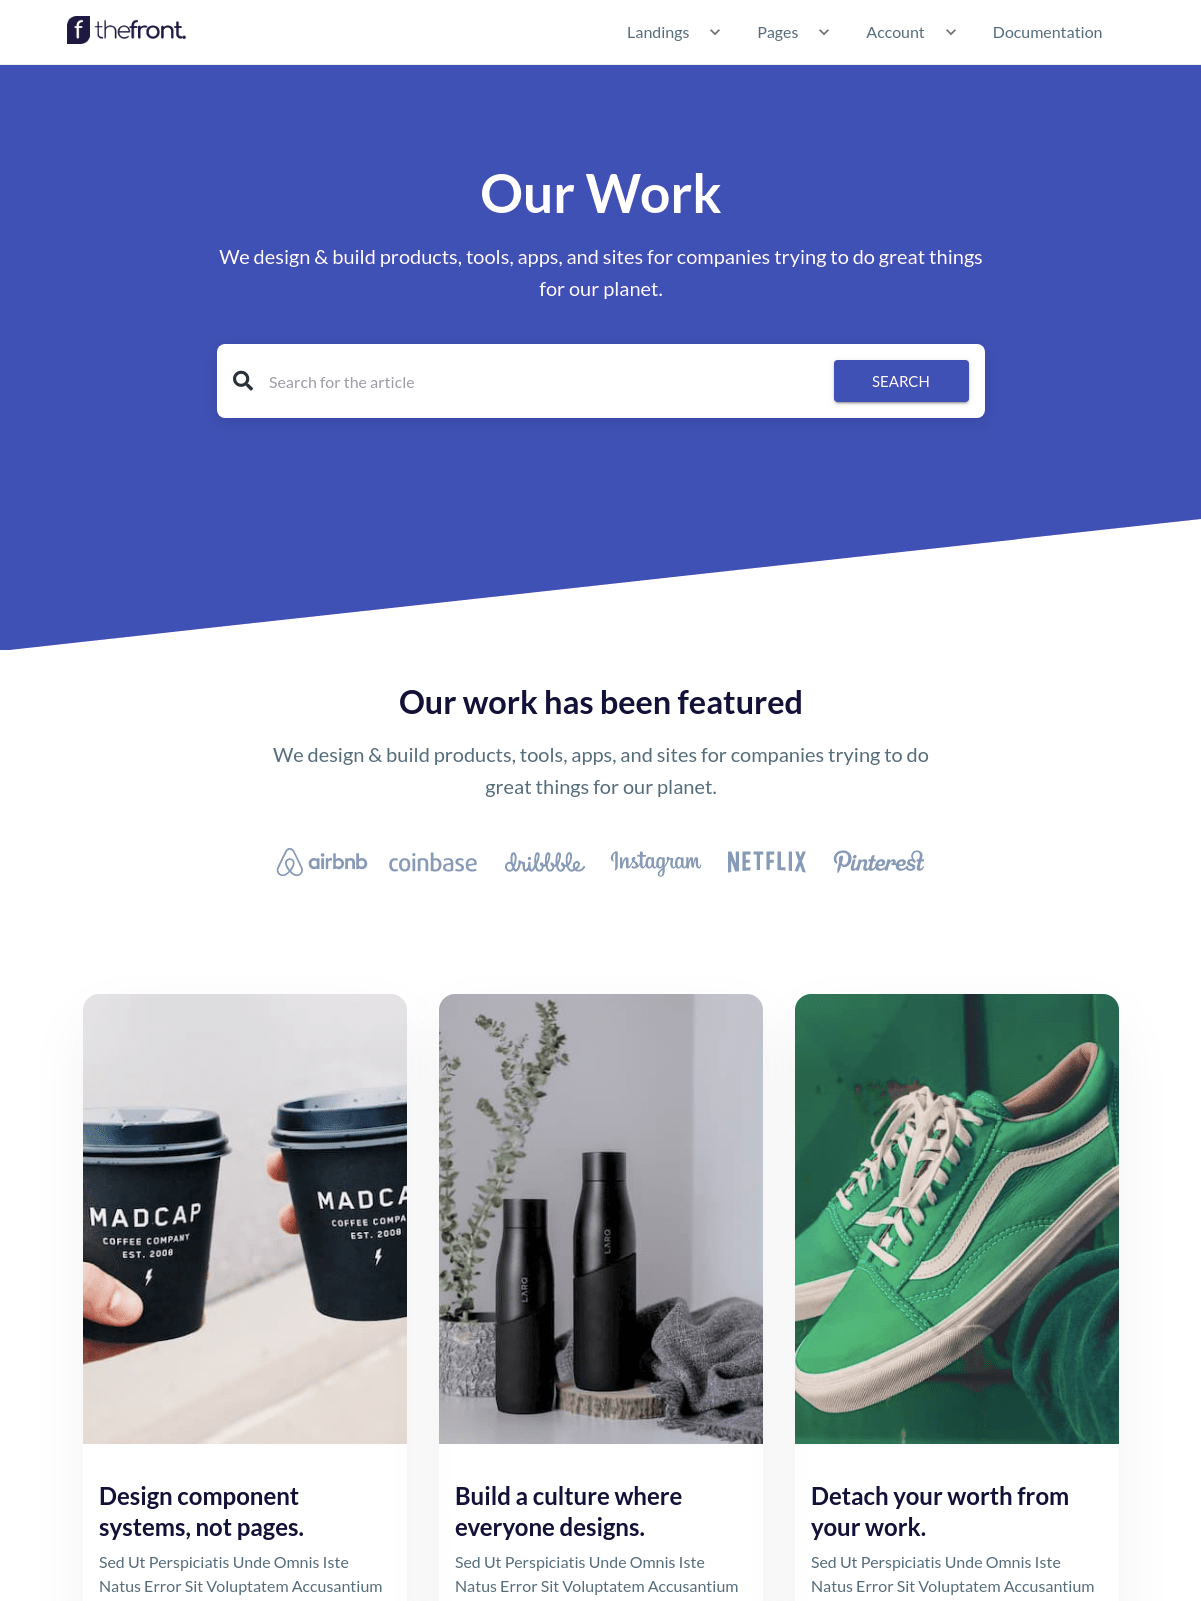 f thefront.
Landings Pages Account Documentation
Our Work
We design & build products, tools, apps, and sites for companies trying to do great things
for our planet.
Search for the article
SEARCH
Our work has been featured
We design & build products, tools, apps, and sites for companies trying to do
great things for our planet.
airbnb coinbase dribbble Instagram NETFLIX Pinterest
MADCAP
COFFEE COMPANY
EST. 2008
MADCA
COFFEE COMPA
EST. 2008
LARQ
LARQ
Design component
systems, not pages.
Sed Ut Perspiciatis Unde Omnis Iste
Natus Error Sit Voluptatem Accusantium
Build a culture where
everyone designs.
Sed Ut Perspiciatis Unde Omnis Iste
Natus Error Sit Voluptatem Accusantium
Detach your worth from
your work.
Sed Ut Perspiciatis Unde Omnis Iste
Natus Error Sit Voluptatem Accusantium